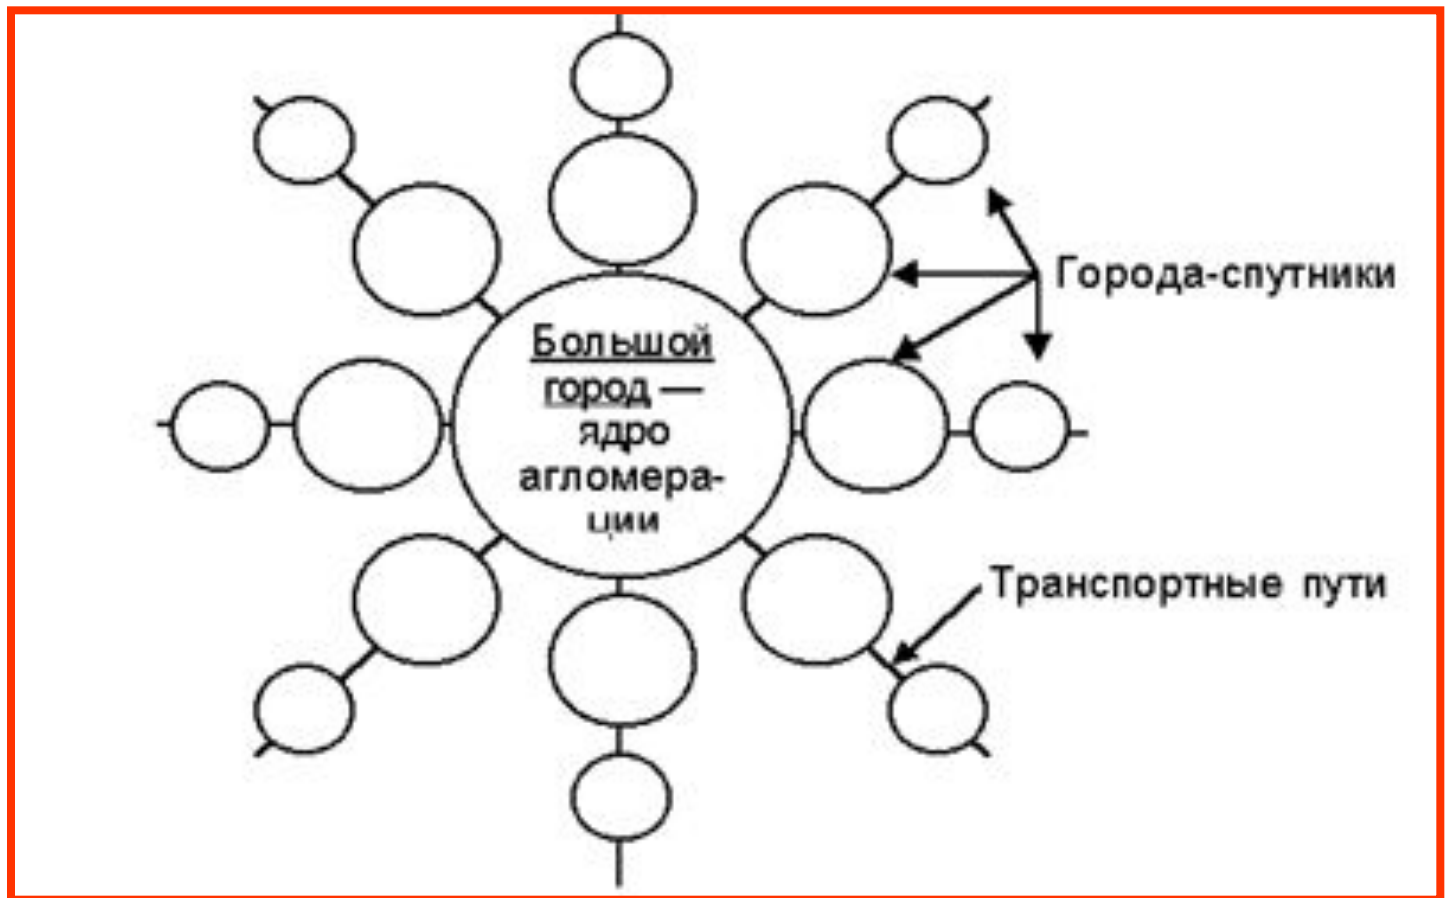 Большой
город —
ядро
агломера-
ции
Города-спутники
Транспортные пути